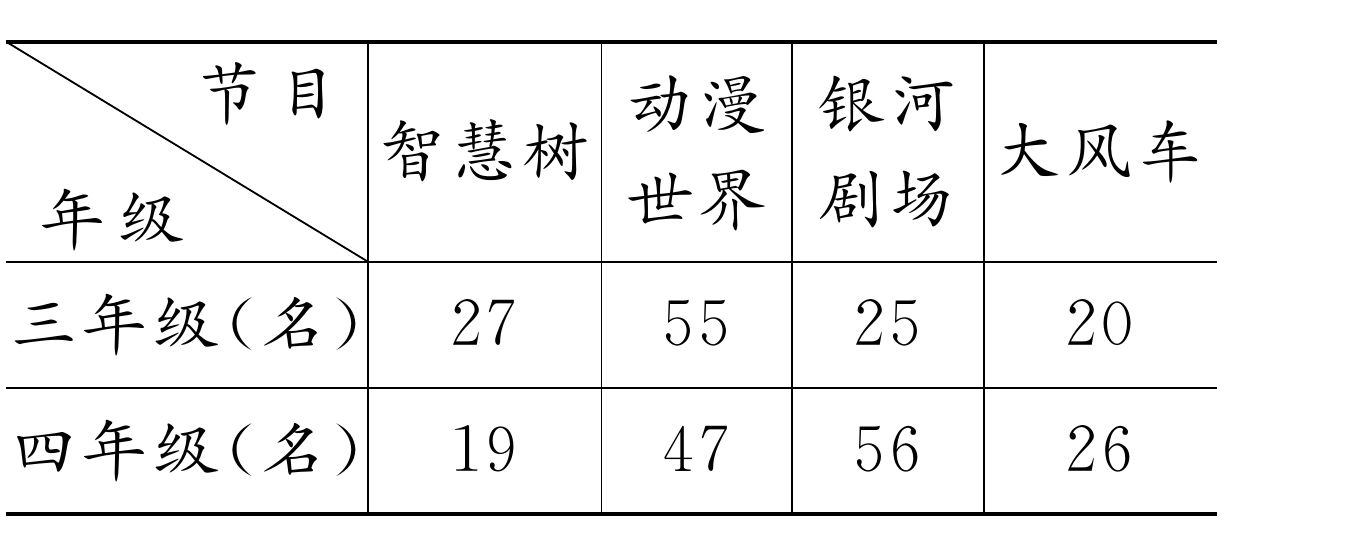 节目
年级
智慧树
动漫
世界
银河
剧场
大风车
三年级(名) 27 55 25 20
四年级(名) 19 47 56 26